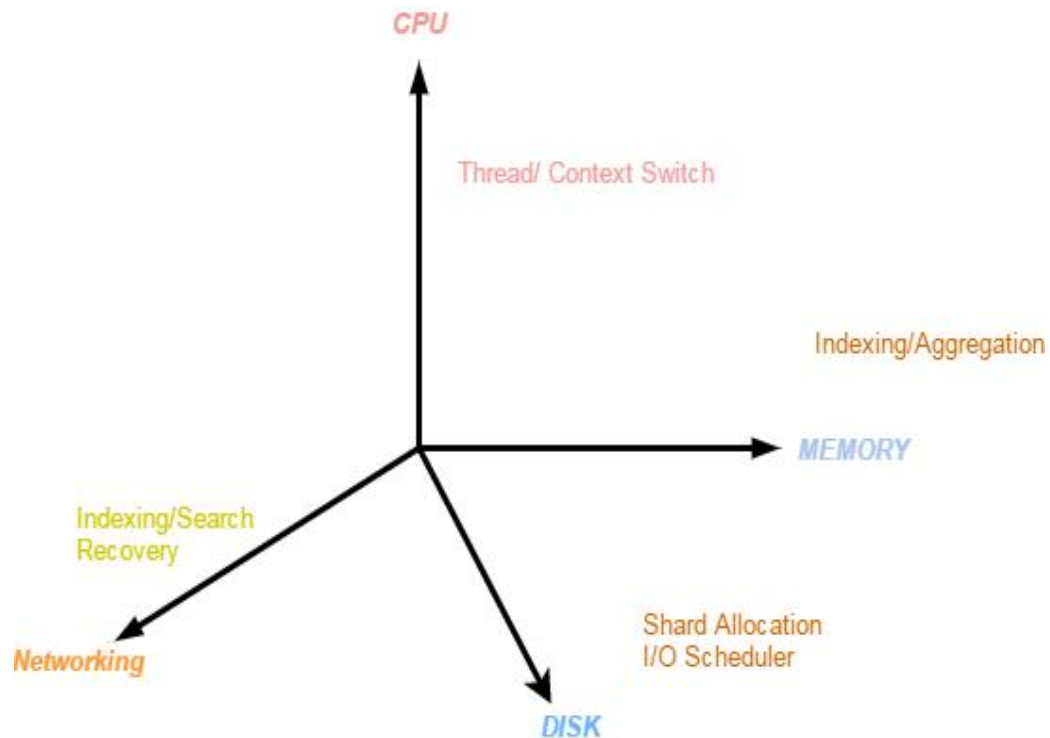 CPU
Thread/ Context Switch
Indexing/Aggregation
MEMORY
Indexing/Search
Recovery
Shard Allocation
I/O Scheduler
Networking
DISK